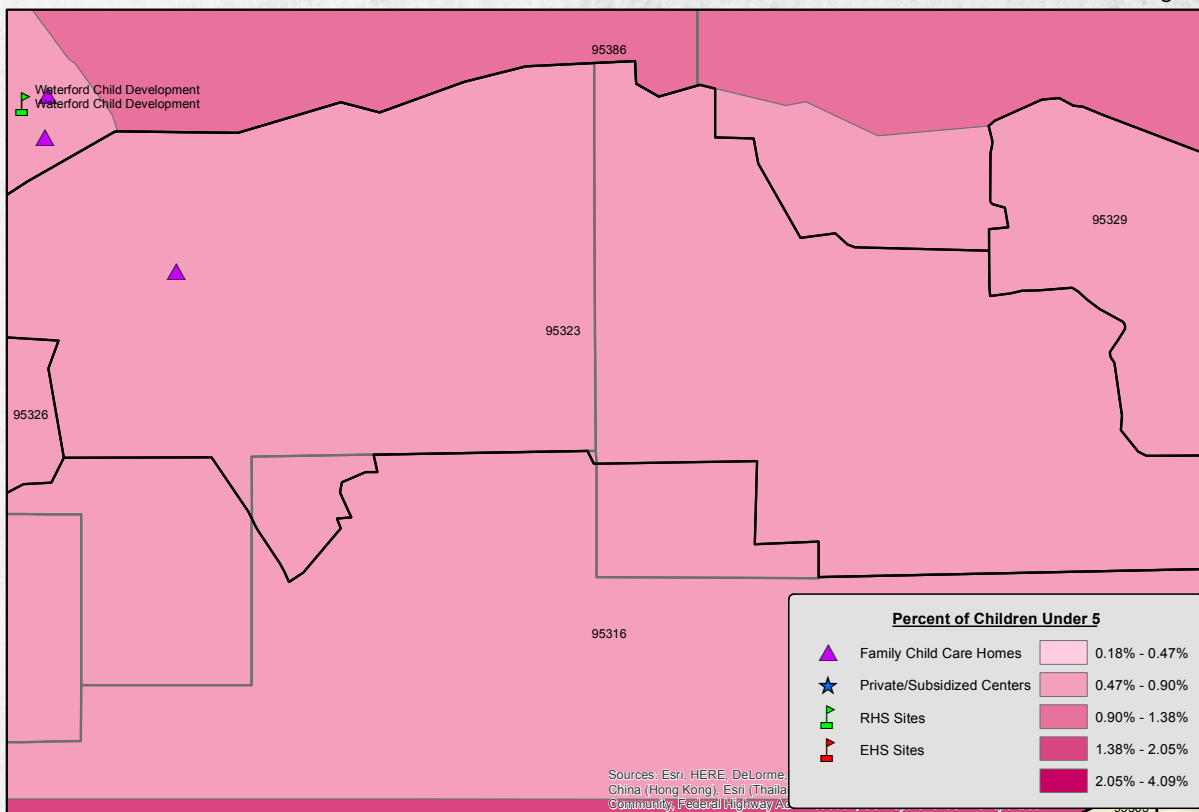 95386
Waterford Child Development
Waterford Child Development
95329
95323
95326
95316
Percent of Children Under 5
Family Child Care Homes
Private/Subsidized Centers
RHS Sites
EHS Sites
0.18% - 0.47%
0.47% - 0.90%
0.90% - 1.38%
1.38% - 2.05%
2.05% - 4.09%
Sources: Esri, HERE, DeLorme,
China (Hong Kong), Esri (Thaila
Community, Federal Highway Ad